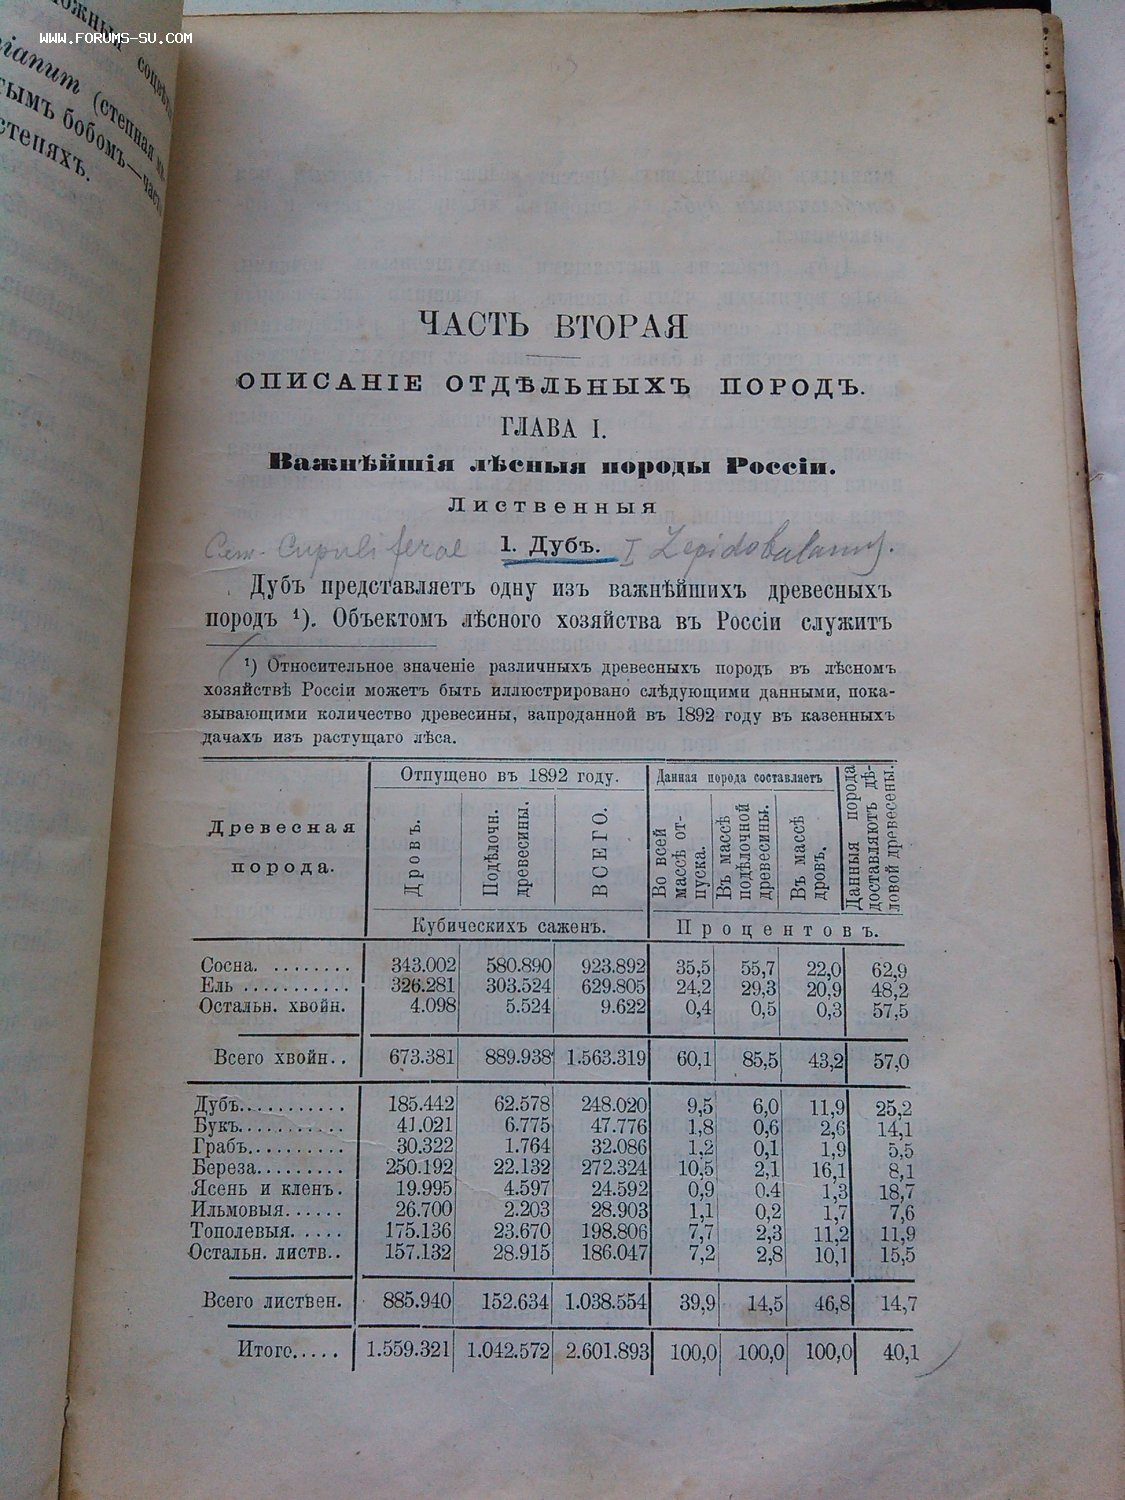 www.forums-su.com
(степная
тымъ бобомъ—част
степяхъ.
ЧАСТЬ ВТОРАЯ
ОПИСАНІЕ ОТДѢЛЬНЫХЪ ПОРОДЪ.
ГЛАВА I.
Важнѣйшія лѣсныя породы Россіи.
Лиственныя
Сем. Cupuliferae 1. Дубъ. I Lepidobalanus.
Дубъ представляетъ одну изъ важнѣйшихъ древесныхъ
породъ ¹). Объектомъ лѣсного хозяйства въ Россіи служитъ
¹) Относительное значеніе различныхъ древесныхъ породъ въ лѣсномъ
хозяйствѣ Россіи можетъ быть иллюстрировано слѣдующими данными, пока-
зывающими количество древесины, запроданной въ 1892 году въ казенныхъ
дачахъ изъ растущаго лѣса.
Древесная порода. Отпущено въ 1892 году. Данная порода составляетъ Данныя порода доставляютъ дѣловой древесены.
Дровъ. Подѣлочн. древесины. ВСЕГО. Во всей массѣ отпуска. Въ массѣ подѣлочной древесины. Въ массѣ дровъ.
Кубическихъ сажень. Процентовъ.
Сосна. ........ 343.002 580.890 923.892 35,5 55,7 22,0 62,9
Ель ........... 326.281 303.524 629.805 24,2 29,3 20,9 48,2
Остальн. хвойн. 4.098 5.524 9.622 0,4 0,5 0,3 57,5
Всего хвойн.. 673.381 889.938 1.563.319 60,1 85,5 43,2 57,0
Дубъ........... 185.442 62.578 248.020 9,5 6,0 11,9 25,2
Букъ........... 41.021 6.775 47.776 1,8 0,6 2,6 14,1
Грабъ.......... 30.322 1.764 32.086 1,2 0,1 1,9 5,5
Береза......... 250.192 22.132 272.324 10,5 2,1 16,1 8,1
Ясень и кленъ. 19.995 4.597 24.592 0,9 0.4 1,3 18,7
Ильмовыя...... 26.700 2.203 28.903 1,1 0,2 1,7 7,6
Тополевыя..... 175.136 23.670 198.806 7,7 2,3 11,2 11,9
Остальн. листв.. 157.132 28.915 186.047 7,2 2,8 10,1 15,5
Всего листвен. 885.940 152.634 1.038.554 39,9 14,5 46,8 14,7
Итого..... 1.559.321 1.042.572 2.601.893 100,0 100,0 100,0 40,1